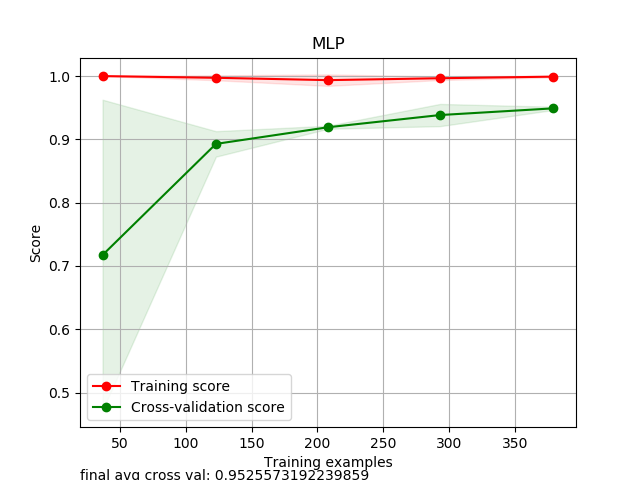 MLP
1.0
0.9
0.8
0.7
0.6
0.5
Score
Training score
Cross-validation score
50 100 150 200 250 300 350
Training examples
final avg cross val: 0.9525573192239859